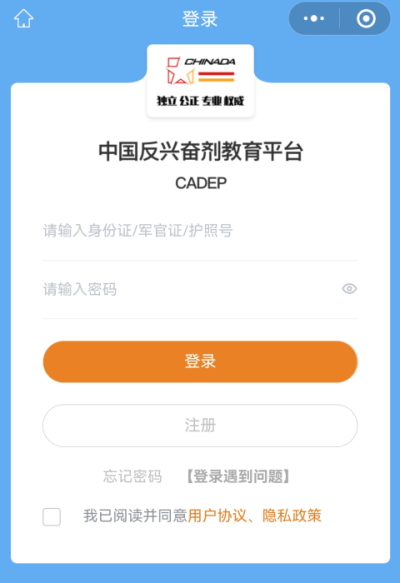 登录
CHINADA
独立 公正 专业 权威
中国反兴奋剂教育平台
CADEP
请输入身份证/军官证/护照号
请输入密码
登录
注册
忘记密码 【登录遇到问题】
我已阅读并同意用户协议、隐私政策